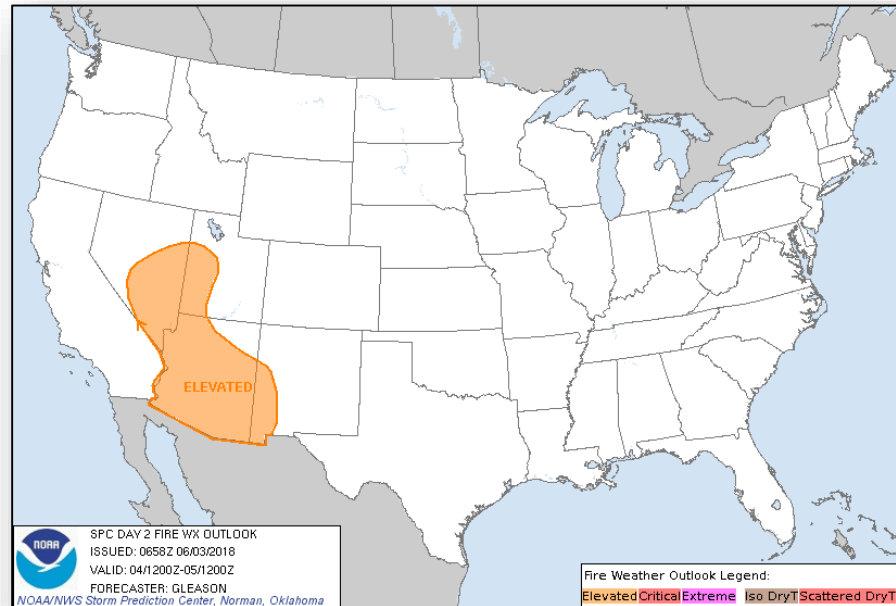 ELEVATED
NOAA
SPC DAY 2 FIRE WX OUTLOOK
ISSUED: 0658Z 06/03/2018
VALID: 04/1200Z-05/1200Z
FORECASTER: GLEASON
NOAA/NWS Storm Prediction Center, Norman, Oklahoma
Fire Weather Outlook Legend:
Elevated Critical Extreme Iso DryT Scattered DryT